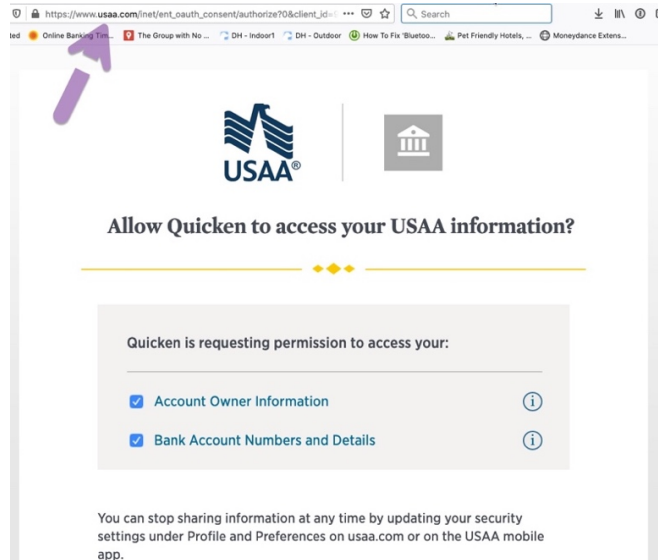 https://www.usaa.com/inet/ent_oauth_consent/authorize?0&client_id=
Search
Online Banking Tim...
The Group with No ...
DH - Indoor1
DH - Outdoor
How To Fix 'Bluetoo...
Pet Friendly Hotels, ...
Moneydance Extens...
USAA®
Allow Quicken to access your USAA information?
Quicken is requesting permission to access your:
Account Owner Information
Bank Account Numbers and Details
You can stop sharing information at any time by updating your security
settings under Profile and Preferences on usaa.com or on the USAA mobile
app.